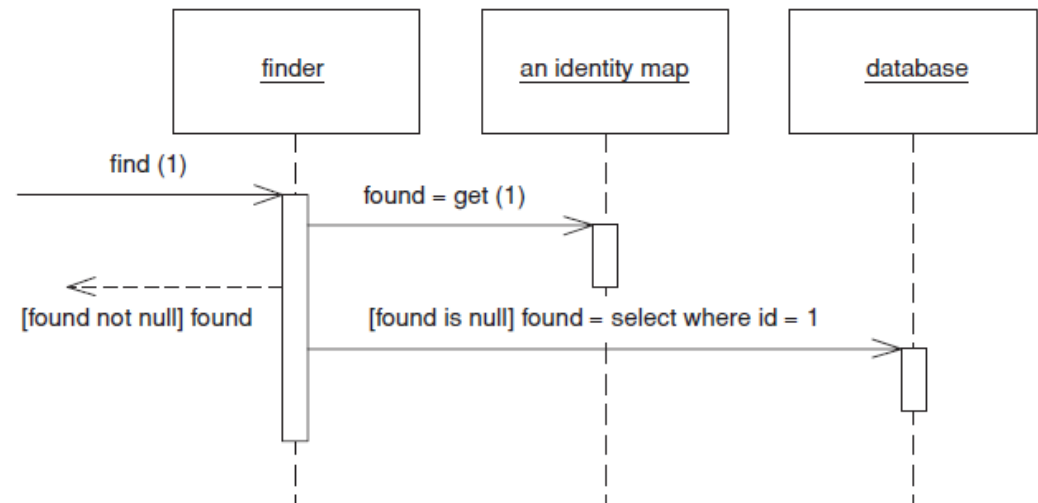 finder
an identity map
database
find (1)
found = get (1)
[found not null] found
[found is null] found = select where id = 1